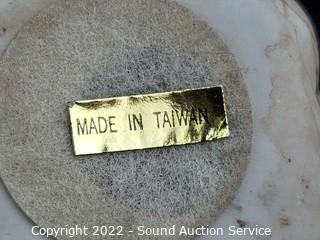 MADE IN TAIWAN
Copyright 2022 - Sound Auction Service